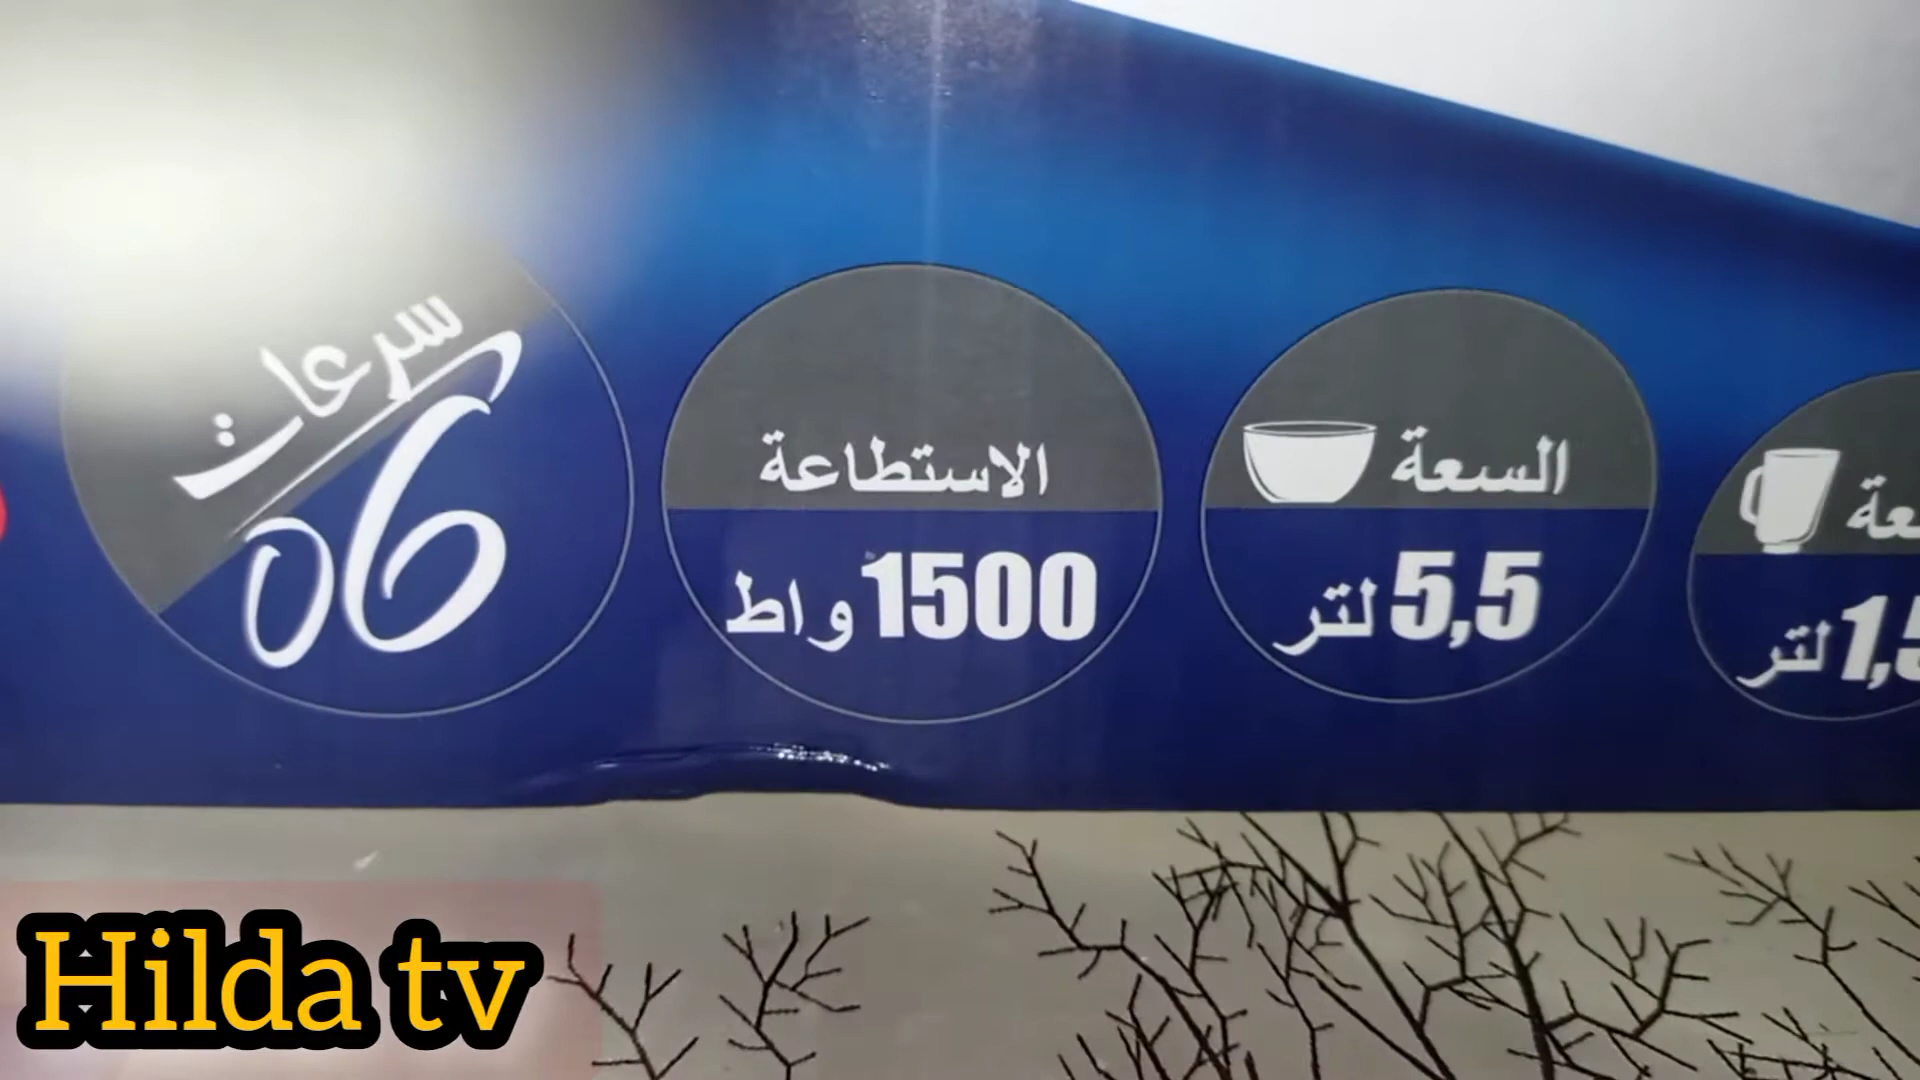 سرعات
06
الاستطاعة
1500 واط
السعة
5,5 لتر
لتر
Hilda tv